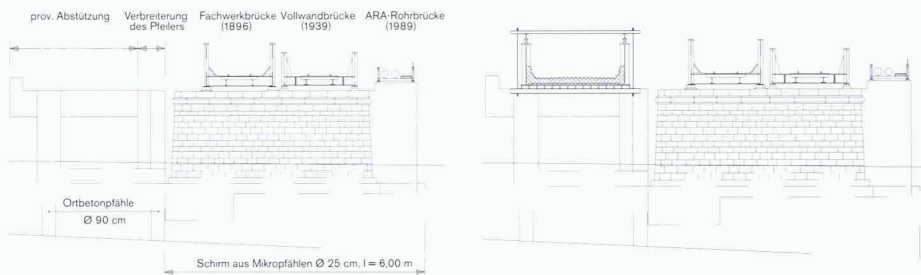 prov. Abstützung
Verbreiterung
des Pfeilers
Fachwerkbrücke
(1896)
Vollwandbrücke
(1939)
ARA-Rohrbrücke
(1989)
Ortbetonpfähle
Ø 90 cm
Schirm aus Mikropfählen Ø 25 cm, l = 6,00 m